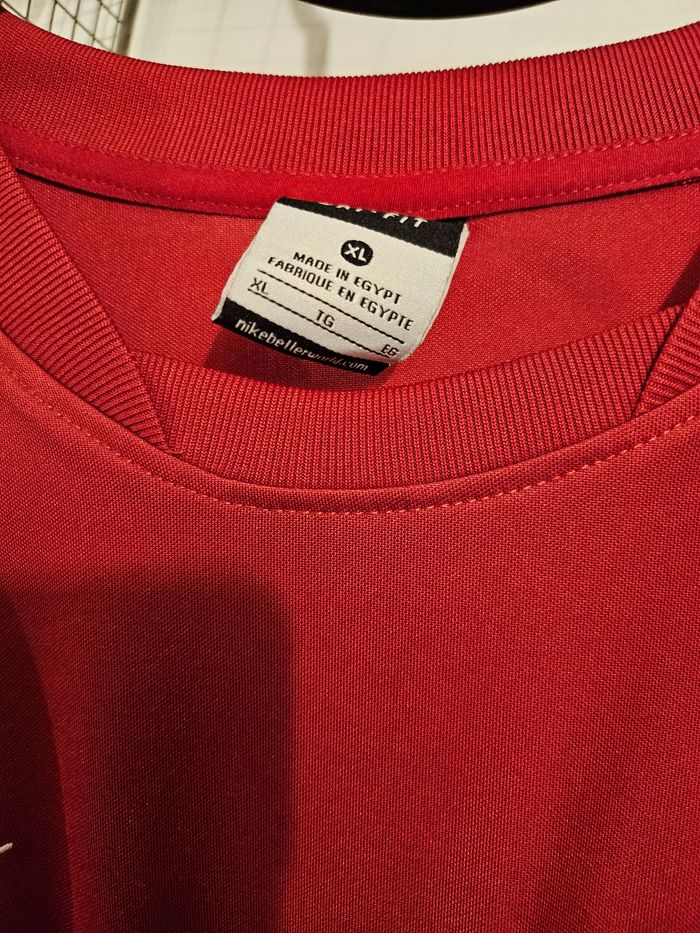 XL
MADE IN EGYPT
FABRIQUE EN EGYPTE
XL
TG
EG
nikebetterworld.com